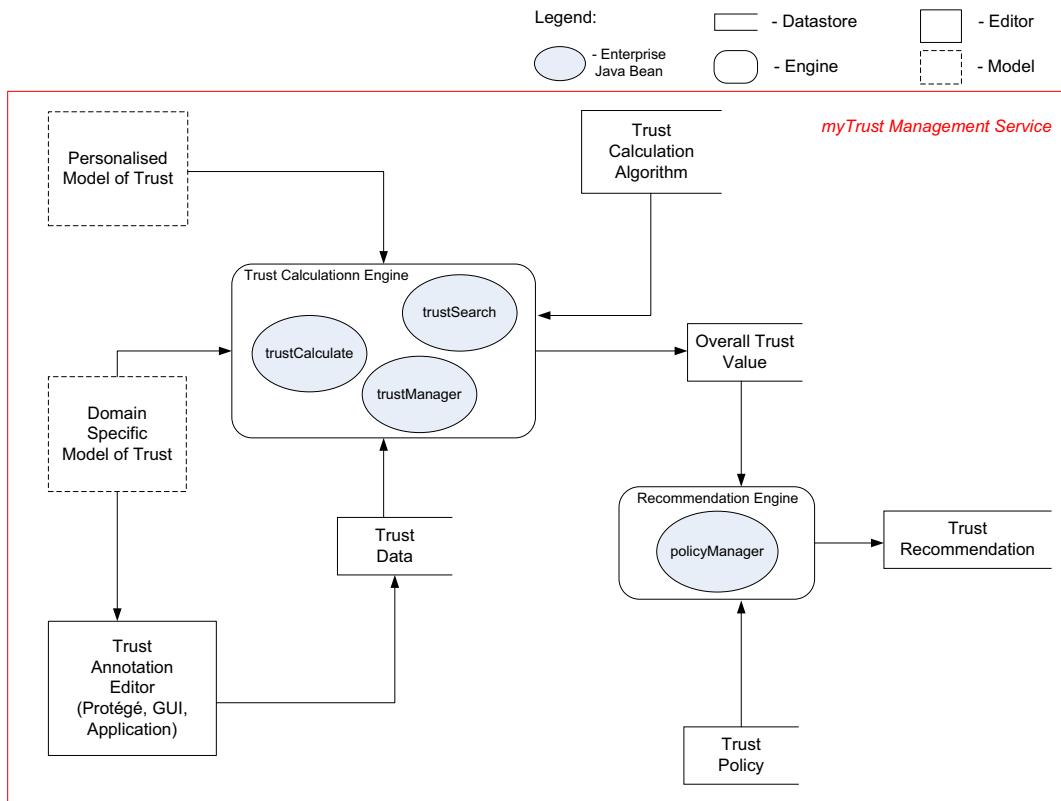 Legend:
- Datastore
- Editor
- Enterprise
Java Bean
- Engine
- Model
myTrust Management Service
Personalised
Model of Trust
Trust
Calculation
Algorithm
Trust Calculationn Engine
trustSearch
trustCalculate
trustManager
Overall Trust
Value
Domain
Specific
Model of Trust
Recommendation Engine
policyManager
Trust
Recommendation
Trust
Data
Trust
Annotation
Editor
(Protégé, GUI,
Application)
Trust
Policy